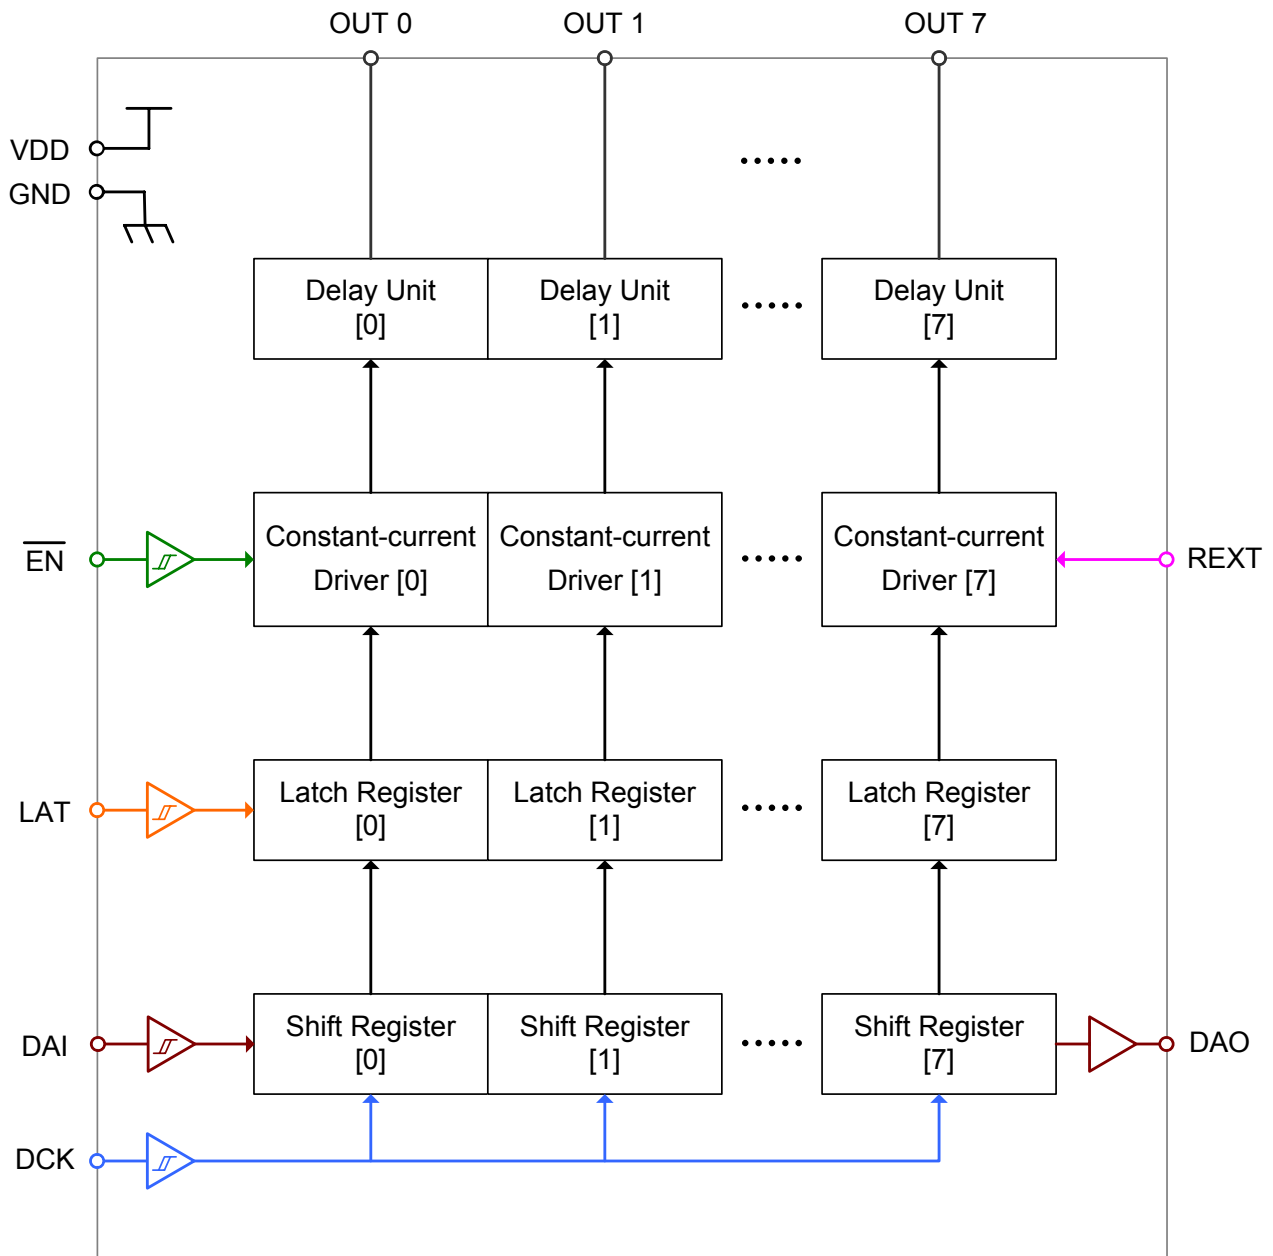 OUT 0 OUT 1 OUT 7
VDD
GND
Delay Unit [0]
Delay Unit [1]
Delay Unit [7]
EN
Constant-current Driver [0]
Constant-current Driver [1]
Constant-current Driver [7]
REXT
LAT
Latch Register [0]
Latch Register [1]
Latch Register [7]
DAI
Shift Register [0]
Shift Register [1]
Shift Register [7]
DAO
DCK